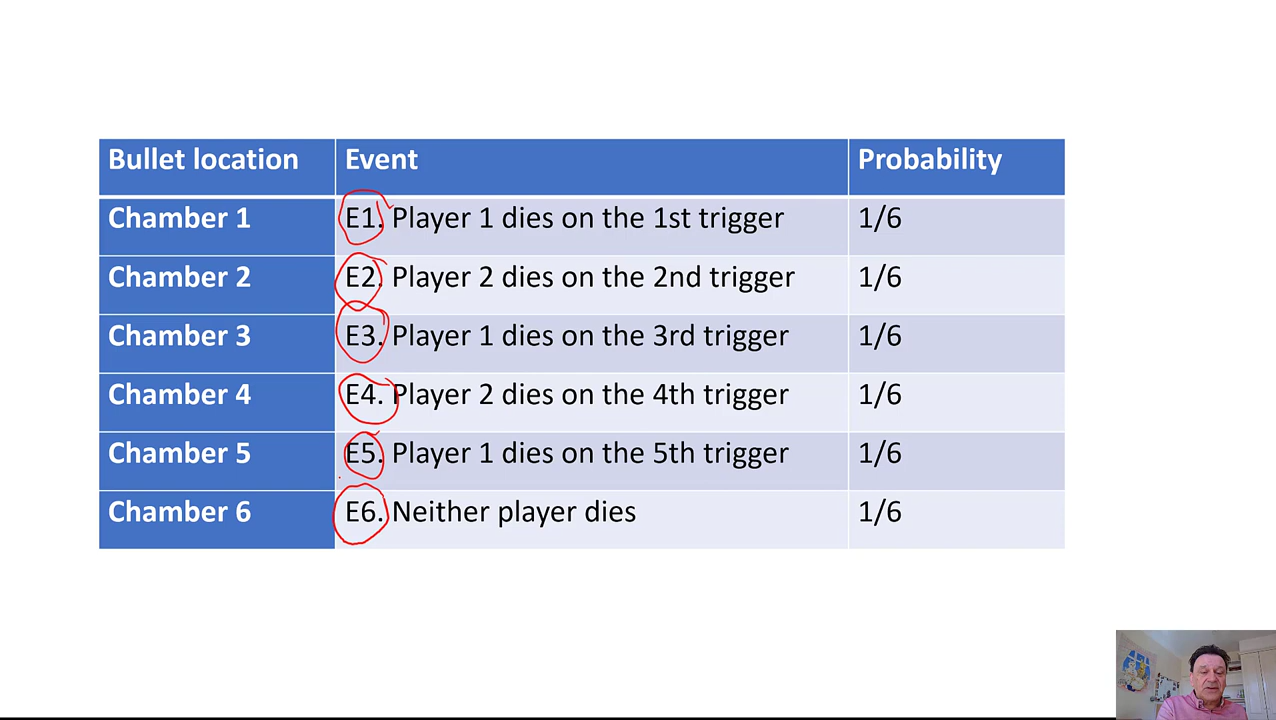 Bullet location Event Probability
Chamber 1 E1. Player 1 dies on the 1st trigger 1/6
Chamber 2 E2. Player 2 dies on the 2nd trigger 1/6
Chamber 3 E3. Player 1 dies on the 3rd trigger 1/6
Chamber 4 E4. Player 2 dies on the 4th trigger 1/6
Chamber 5 E5. Player 1 dies on the 5th trigger 1/6
Chamber 6 E6. Neither player dies 1/6